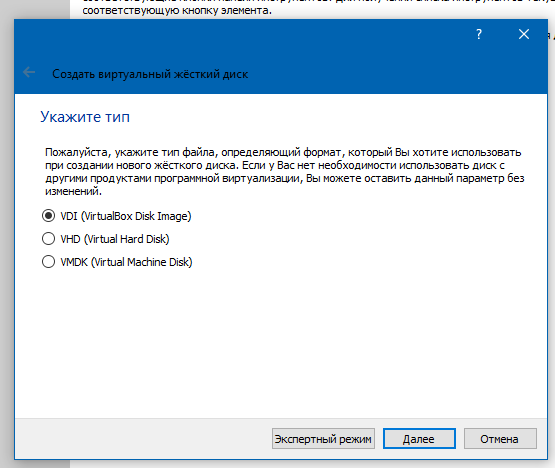 соответствующую кнопку элемента.
?
Создать виртуальный жёсткий диск
Укажите тип
Пожалуйста, укажите тип файла, определяющий формат, который Вы хотите использовать
при создании нового жёсткого диска. Если у Вас нет необходимости использовать диск с
другими продуктами программной виртуализации, Вы можете оставить данный параметр без
изменений.
VDI (VirtualBox Disk Image)
VHD (Virtual Hard Disk)
VMDK (Virtual Machine Disk)
Экспертный режим
Далее
Отмена